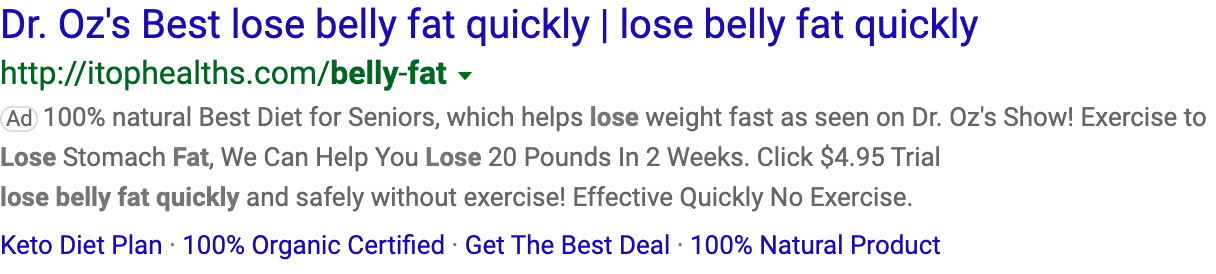 Dr. Oz's Best lose belly fat quickly | lose belly fat quickly
http://itophealths.com/belly-fat
Ad 100% natural Best Diet for Seniors, which helps lose weight fast as seen on Dr. Oz's Show! Exercise to
Lose Stomach Fat, We Can Help You Lose 20 Pounds In 2 Weeks. Click $4.95 Trial
lose belly fat quickly and safely without exercise! Effective Quickly No Exercise.
Keto Diet Plan · 100% Organic Certified · Get The Best Deal · 100% Natural Product